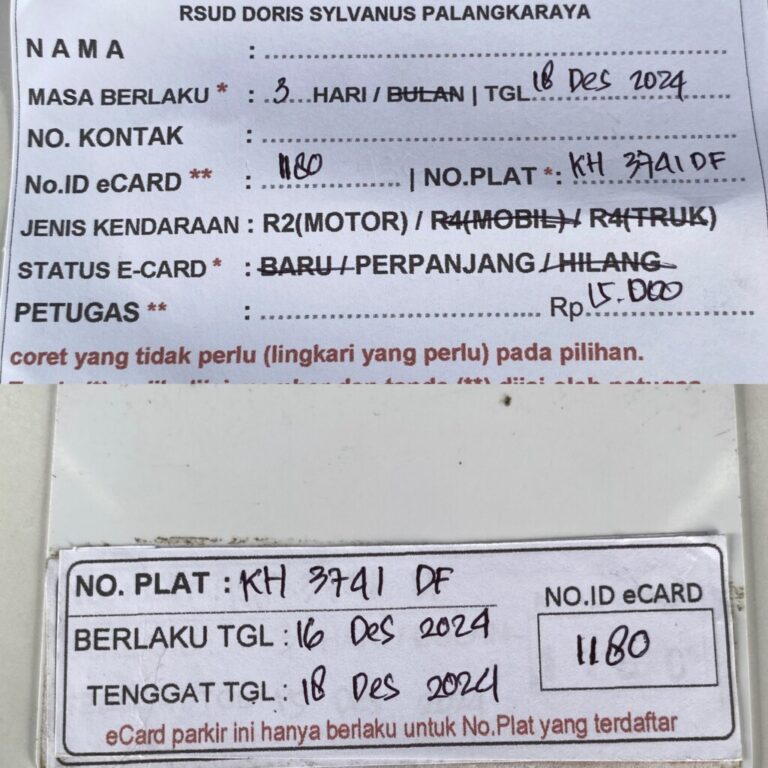 RSUD DORIS SYLVANUS PALANGKARAYA
NAMA :
MASA BERLAKU * : 3 HARI / BULAN | TGL 18 Des 2024
NO. KONTAK :
No.ID eCARD ** : 1180 | NO.PLAT *: KH 3741 DF
JENIS KENDARAAN : R2(MOTOR) / R4(MOBIL) / R4(TRUK)
STATUS E-CARD * : BARU / PERPANJANG / HILANG
PETUGAS ** : Rp 15.000
coret yang tidak perlu (lingkari yang perlu) pada pilihan.
NO. PLAT : KH 3741 DF
BERLAKU TGL : 16 Des 2024
TENGGAT TGL : 18 Des 2024
NO.ID eCARD
1180
eCard parkir ini hanya berlaku untuk No.Plat yang terdaftar